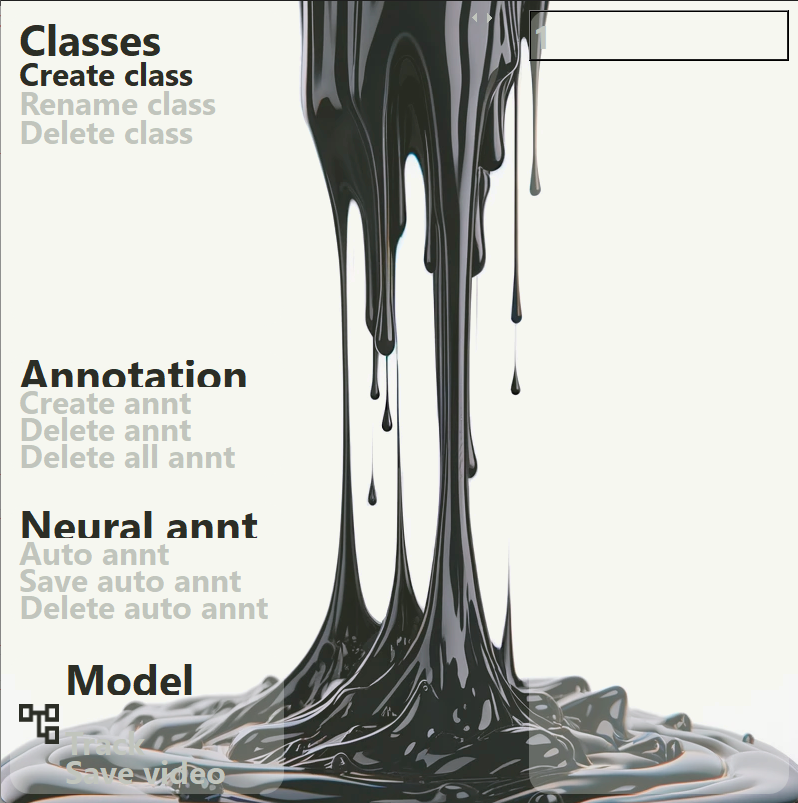 Classes
Create class
Rename class
Delete class
1
Annotation
Create annt
Delete annt
Delete all annt
Neural annt
Auto annt
Save auto annt
Delete auto annt
Model
Track
Save video